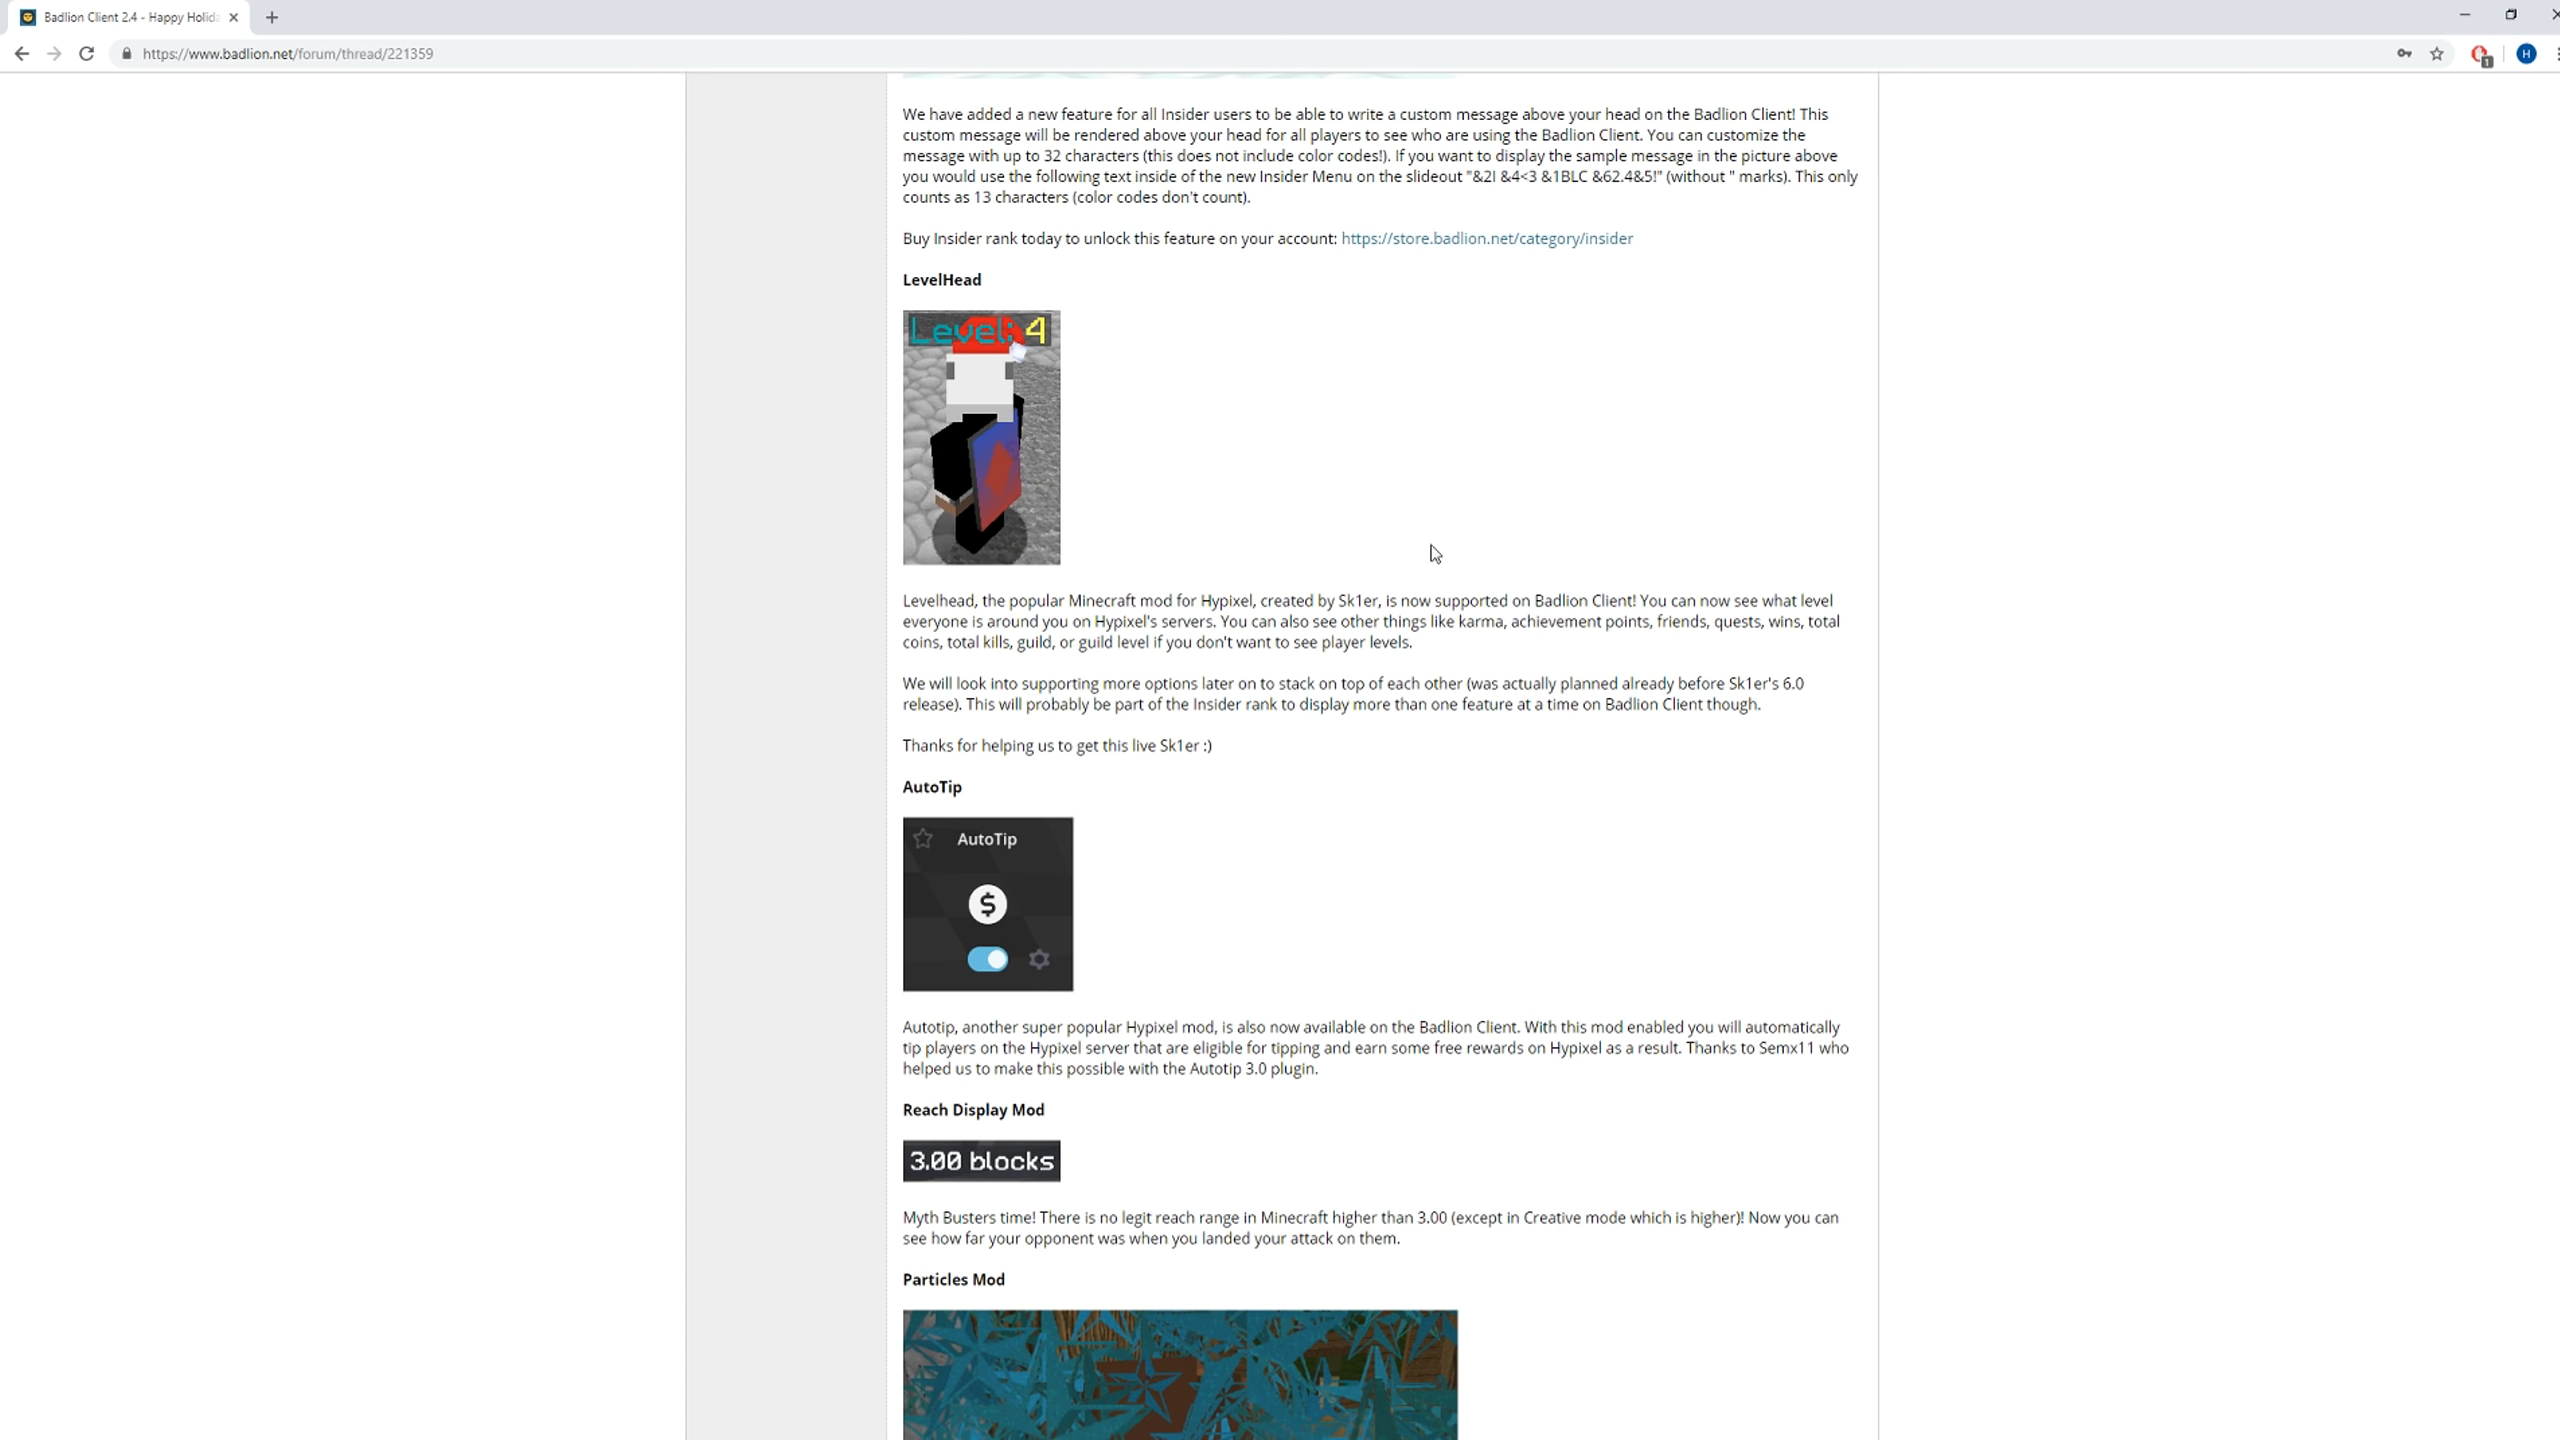 Badlion Client 2.4 - Happy Holid
https://www.badlion.net/forum/thread/221359
1
H
We have added a new feature for all Insider users to be able to write a custom message above your head on the Badlion Client! This
custom message will be rendered above your head for all players to see who are using the Badlion Client. You can customize the
message with up to 32 characters (this does not include color codes!). If you want to display the sample message in the picture above
you would use the following text inside of the new Insider Menu on the slideout "&2I &4<3 &1BLC &62.4&5!" (without " marks). This only
counts as 13 characters (color codes don't count).
Buy Insider rank today to unlock this feature on your account: https://store.badlion.net/category/insider
LevelHead
Level: 4
Levelhead, the popular Minecraft mod for Hypixel, created by Sk1er, is now supported on Badlion Client! You can now see what level
everyone is around you on Hypixel's servers. You can also see other things like karma, achievement points, friends, quests, wins, total
coins, total kills, guild, or guild level if you don't want to see player levels.
We will look into supporting more options later on to stack on top of each other (was actually planned already before Sk1er's 6.0
release). This will probably be part of the Insider rank to display more than one feature at a time on Badlion Client though.
Thanks for helping us to get this live Sk1er :)
AutoTip
AutoTip
$
Autotip, another super popular Hypixel mod, is also now available on the Badlion Client. With this mod enabled you will automatically
tip players on the Hypixel server that are eligible for tipping and earn some free rewards on Hypixel as a result. Thanks to Semx11 who
helped us to make this possible with the Autotip 3.0 plugin.
Reach Display Mod
3.00 blocks
Myth Busters time! There is no legit reach range in Minecraft higher than 3.00 (except in Creative mode which is higher)! Now you can
see how far your opponent was when you landed your attack on them.
Particles Mod